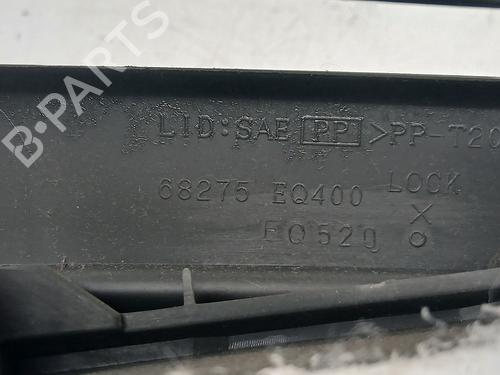 B-PARTS
LID:SAE PP >PP-T20
68275 EQ400 LOCK
EQ520 X
O